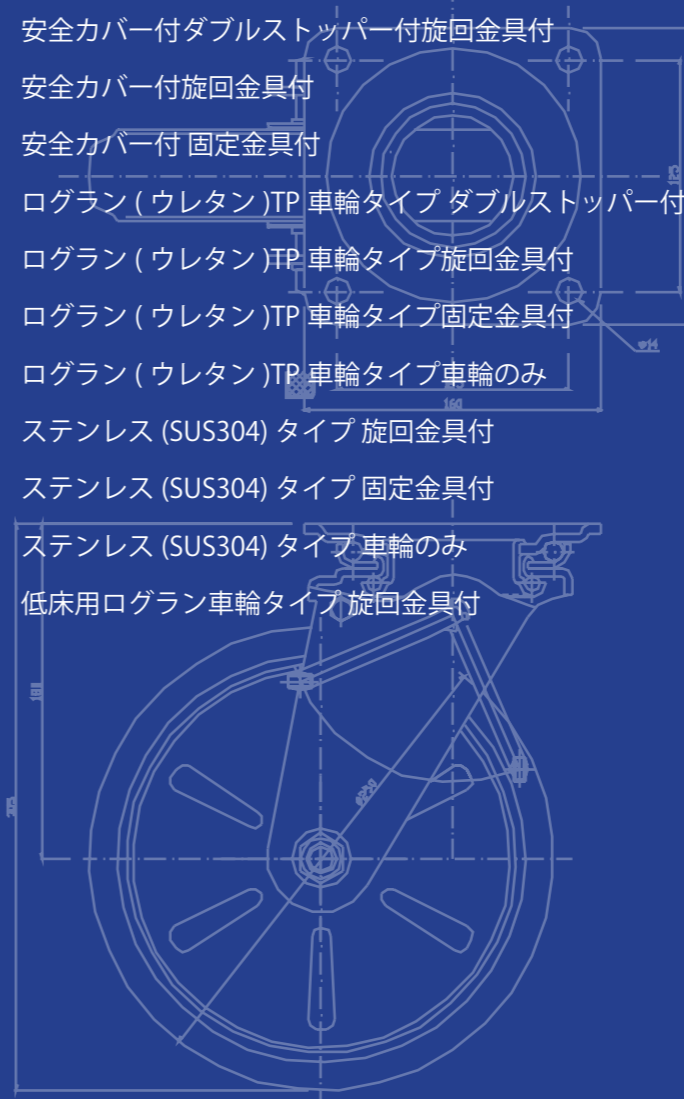 安全カバー付ダブルストッパー付旋回金具付
安全カバー付旋回金具付
安全カバー付 固定金具付
ログラン ( ウレタン )TP 車輪タイプ ダブルストッパー付
ログラン ( ウレタン )TP 車輪タイプ旋回金具付
ログラン ( ウレタン )TP 車輪タイプ固定金具付
φ14
ログラン ( ウレタン )TP 車輪タイプ車輪のみ
160
ステンレス (SUS304) タイプ 旋回金具付
ステンレス (SUS304) タイプ 固定金具付
ステンレス (SUS304) タイプ 車輪のみ
低床用ログラン車輪タイプ 旋回金具付
φ250